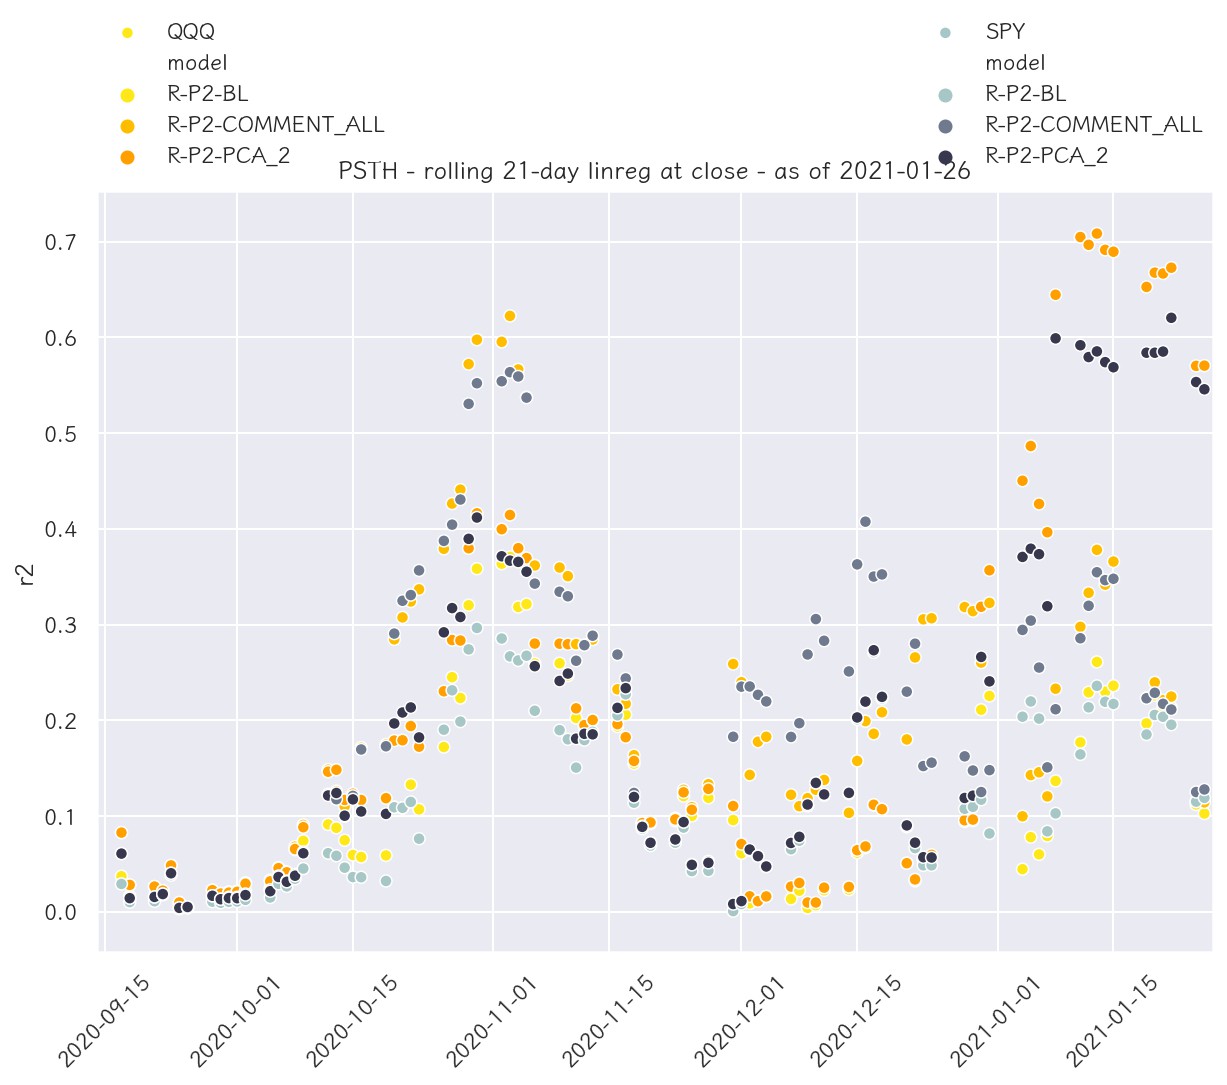 QQQ
model
R-P2-BL
R-P2-COMMENT_ALL
R-P2-PCA_2
SPY
model
R-P2-BL
R-P2-COMMENT_ALL
R-P2-PCA_2
PSTH - rolling 21-day linreg at close - as of 2021-01-26
r2
0.7
0.6
0.5
0.4
0.3
0.2
0.1
0.0
2020-09-15
2020-10-01
2020-10-15
2020-11-01
2020-11-15
2020-12-01
2020-12-15
2021-01-01
2021-01-15